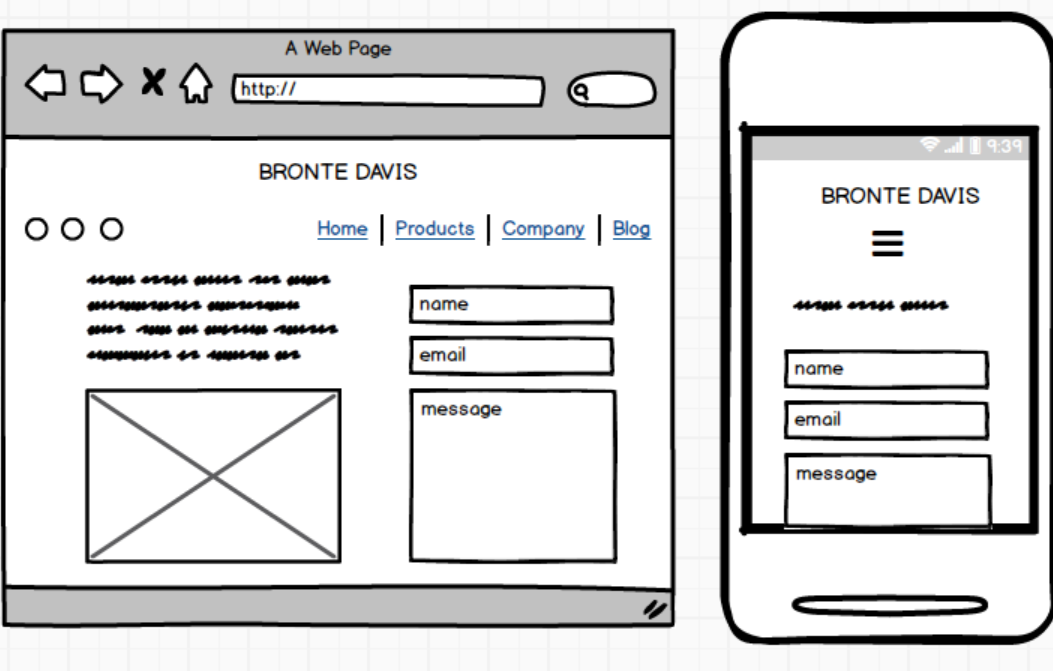 A Web Page
http://
BRONTE DAVIS
Home Products Company Blog
name
email
message
9:39
BRONTE DAVIS
name
email
message